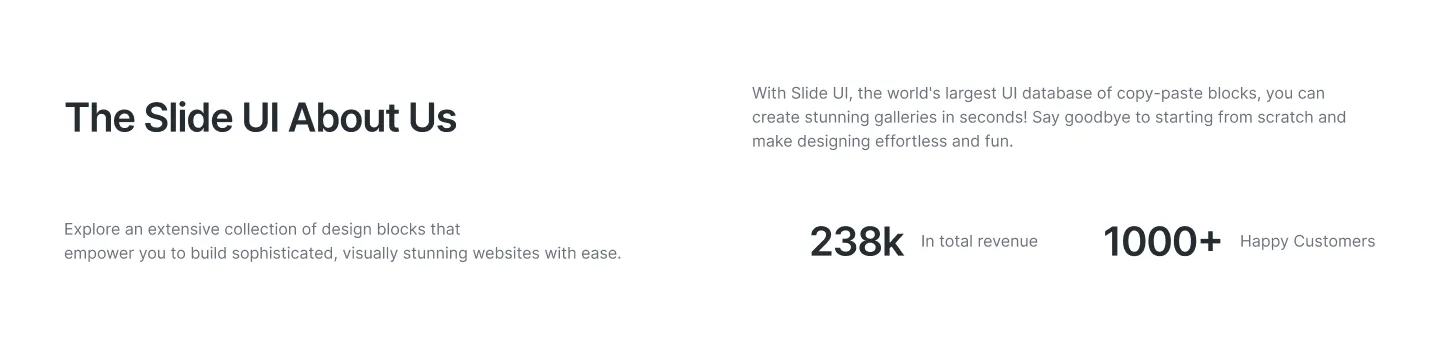 The Slide UI About Us
With Slide UI, the world's largest UI database of copy-paste blocks, you can
create stunning galleries in seconds! Say goodbye to starting from scratch and
make designing effortless and fun.
Explore an extensive collection of design blocks that
empower you to build sophisticated, visually stunning websites with ease.
238k In total revenue
1000+ Happy Customers